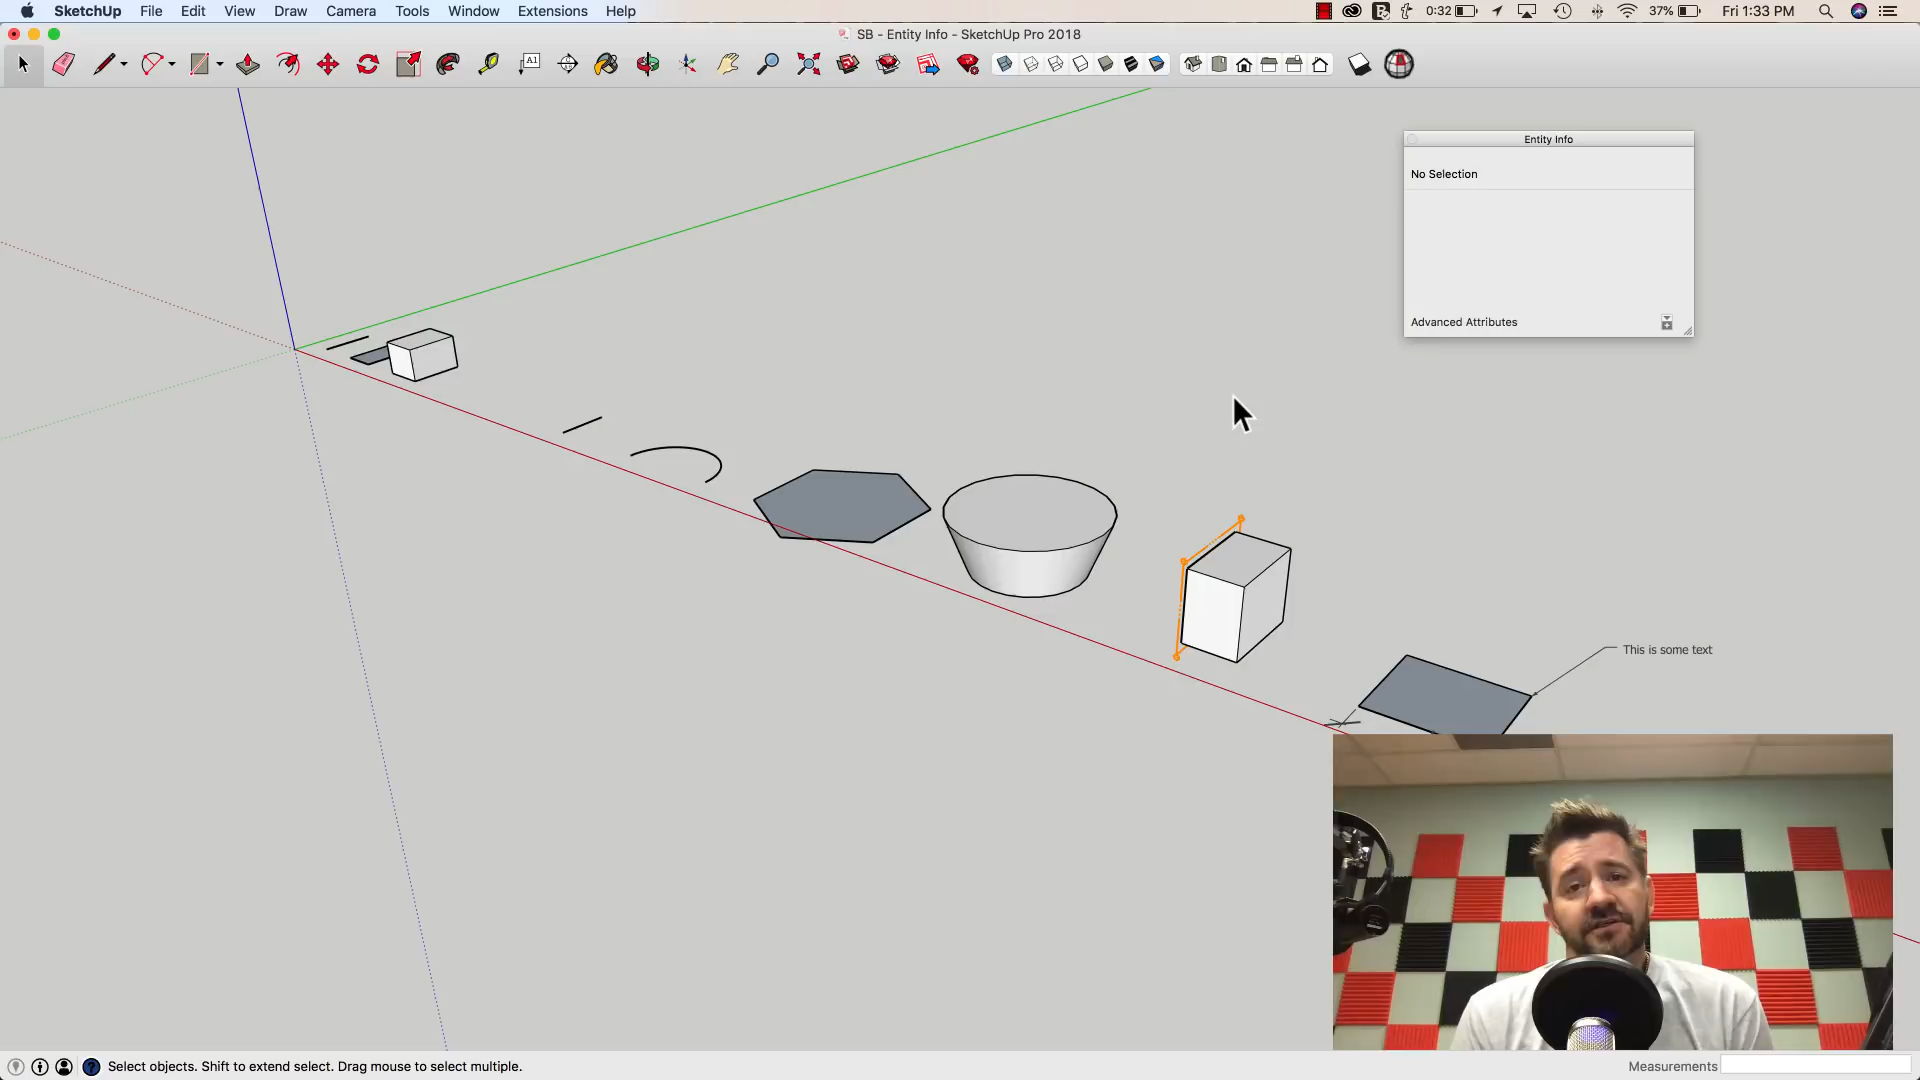 SketchUp File Edit View Draw Camera Tools Window Extensions Help 0:32 37% Fri 1:33 PM
SB - Entity Info - SketchUp Pro 2018
A1
Entity Info
No Selection
Advanced Attributes
This is some text
Select objects. Shift to extend select. Drag mouse to select multiple.
Measurements